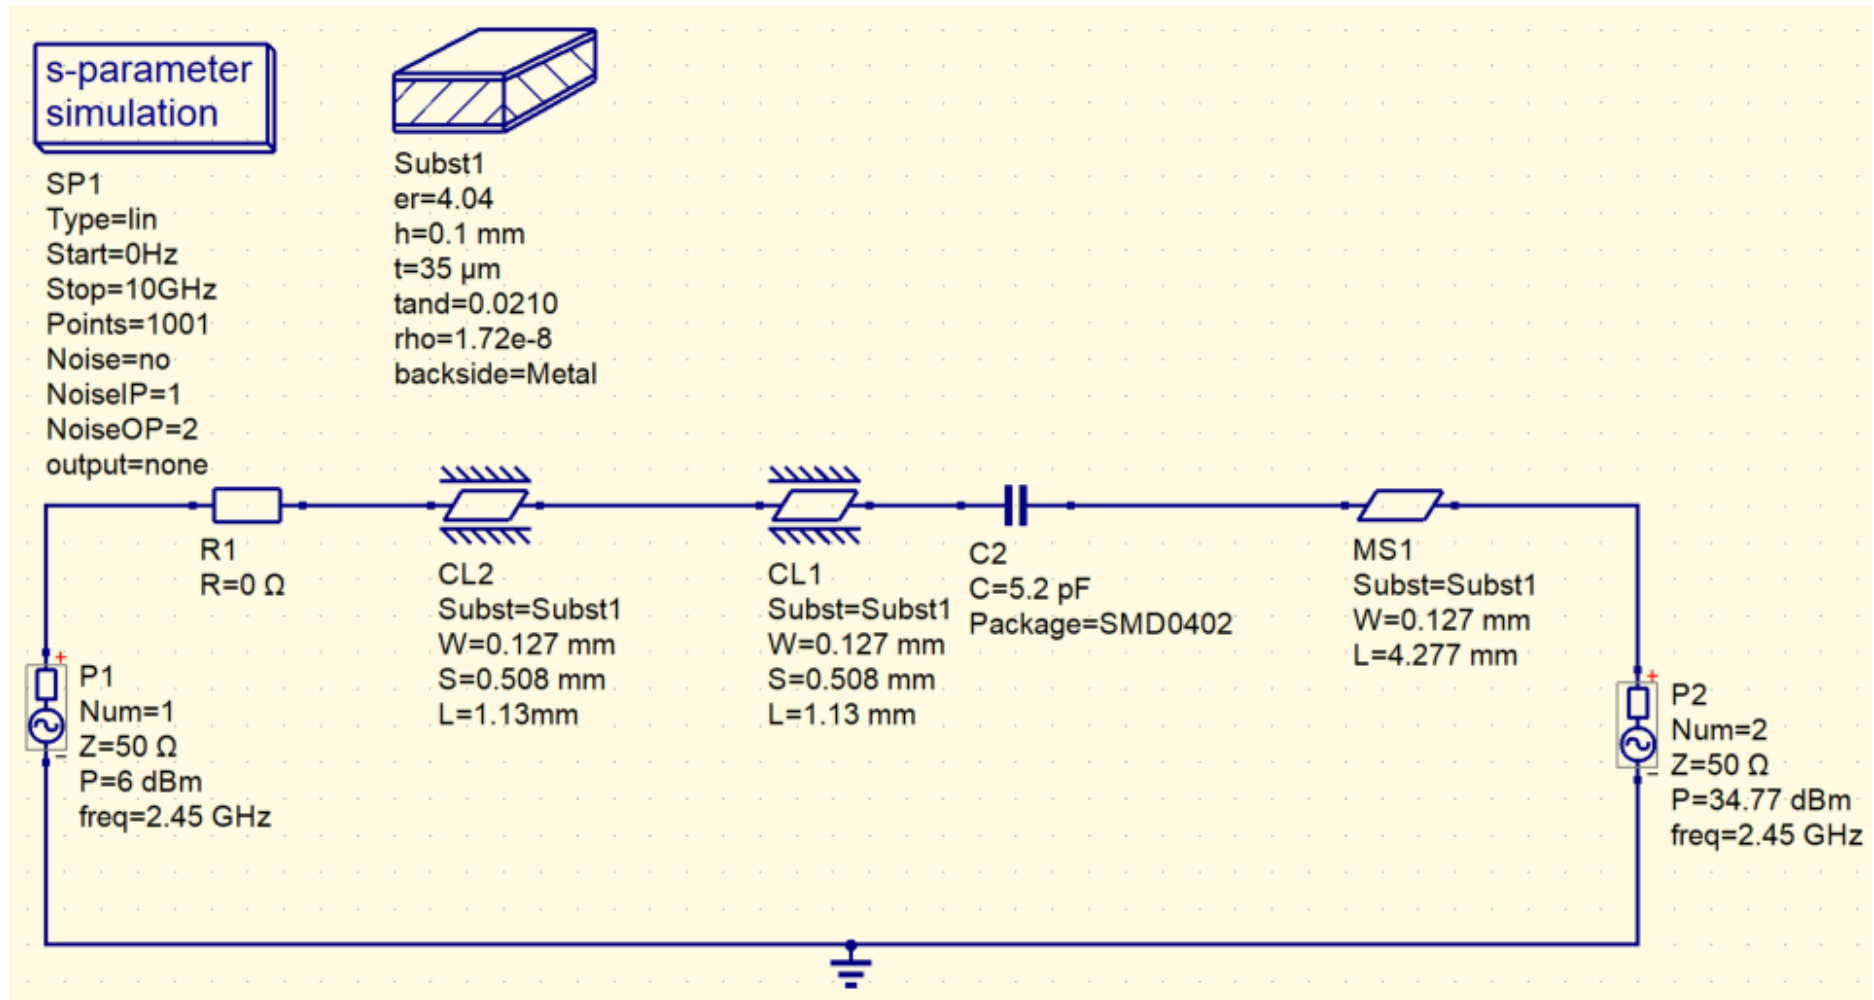 s-parameter
simulation
SP1
Type=lin
Start=0Hz
Stop=10GHz
Points=1001
Noise=no
NoiseIP=1
NoiseOP=2
output=none
Subst1
er=4.04
h=0.1 mm
t=35 µm
tand=0.0210
rho=1.72e-8
backside=Metal
R1
R=0 Ω
CL2
Subst=Subst1
W=0.127 mm
S=0.508 mm
L=1.13mm
CL1
Subst=Subst1
W=0.127 mm
S=0.508 mm
L=1.13 mm
C2
C=5.2 pF
Package=SMD0402
MS1
Subst=Subst1
W=0.127 mm
L=4.277 mm
+
-
P1
Num=1
Z=50 Ω
P=6 dBm
freq=2.45 GHz
+
-
P2
Num=2
Z=50 Ω
P=34.77 dBm
freq=2.45 GHz